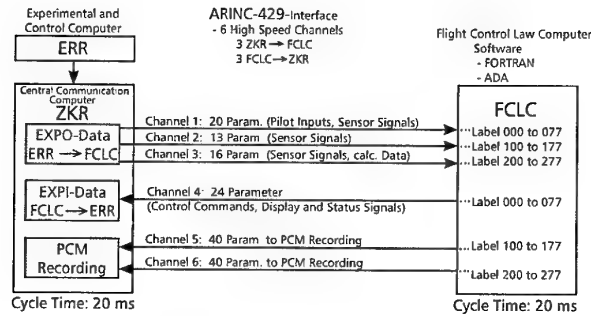 Experimental and
Control Computer
ERR
ARINC-429-Interface
- 6 High Speed Channels
3 ZKR → FCLC
3 FCLC → ZKR
Flight Control Law Computer
Software
- FORTRAN
- ADA
Central Communication
Computer
ZKR
EXPO-Data
ERR → FCLC
EXPI-Data
FCLC → ERR
PCM
Recording
Cycle Time: 20 ms
Channel 1: 20 Param. (Pilot Inputs, Sensor Signals)
Channel 2: 13 Param (Sensor Signals)
Channel 3: 16 Param (Sensor Signals, calc. Data)
Channel 4: 24 Parameter
(Control Commands, Display and Status Signals)
Channel 5: 40 Param to PCM Recording
Channel 6: 40 Param. to PCM Recording
FCLC
...Label 000 to 077
...Label 100 to 177
...Label 200 to 277
...Label 000 to 077
...Label 100 to 177
...Label 200 to 277
Cycle Time: 20 ms